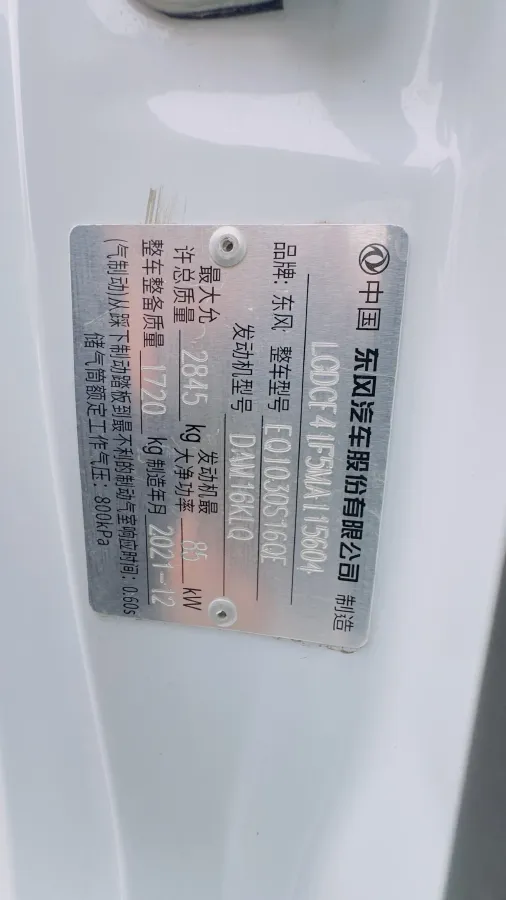 中国 东风汽车股份有限公司 制造
LGDCE41F5MA115604
品牌: 东风 整车型号 EQ1030S16QE
发动机型号 DAM16KLQ
最大允 发动机最
许总质量 2845 kg 大净功率 85 kW
整车整备质量 1720 kg 制造年月 2021-12
(气制动)从踩下制动踏板到最不利的制动气室响应时间: 0.60s
储气筒额定工作气压: 800kPa